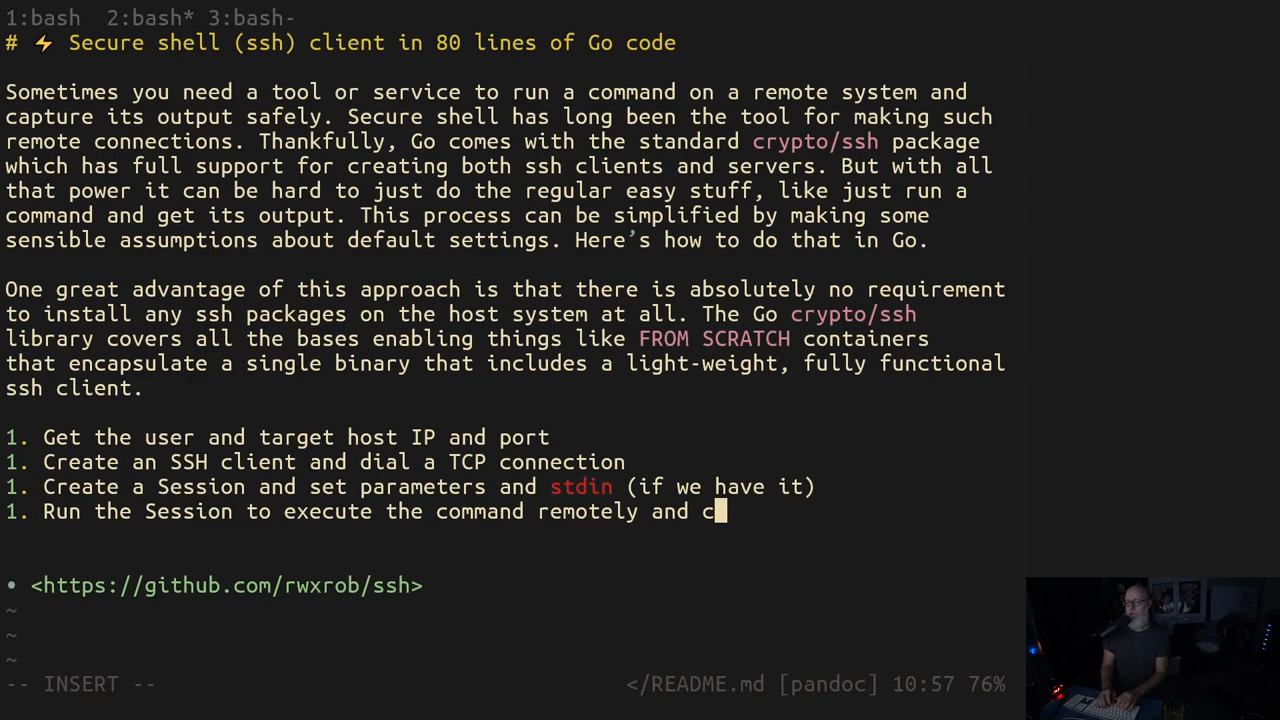 1:bash 2:bash* 3:bash-
# ⚡ Secure shell (ssh) client in 80 lines of Go code
Sometimes you need a tool or service to run a command on a remote system and
capture its output safely. Secure shell has long been the tool for making such
remote connections. Thankfully, Go comes with the standard crypto/ssh package
which has full support for creating both ssh clients and servers. But with all
that power it can be hard to just do the regular easy stuff, like just run a
command and get its output. This process can be simplified by making some
sensible assumptions about default settings. Here’s how to do that in Go.
One great advantage of this approach is that there is absolutely no requirement
to install any ssh packages on the host system at all. The Go crypto/ssh
library covers all the bases enabling things like FROM SCRATCH containers
that encapsulate a single binary that includes a light-weight, fully functional
ssh client.
1. Get the user and target host IP and port
1. Create an SSH client and dial a TCP connection
1. Create a Session and set parameters and stdin (if we have it)
1. Run the Session to execute the command remotely and c
• <https://github.com/rwxrob/ssh>
~
~
~
-- INSERT -- </README.md [pandoc] 10:57 76%